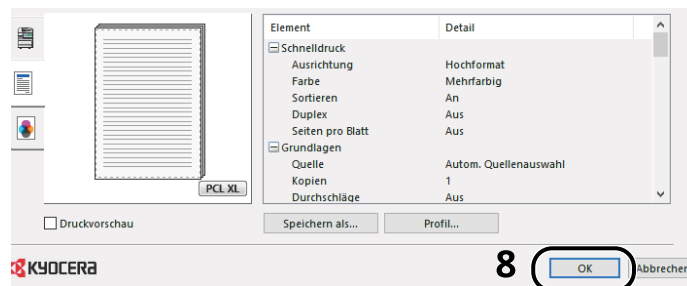 Element Detail
Schnelldruck
Ausrichtung Hochformat
Farbe Mehrfarbig
Sortieren An
Duplex Aus
Seiten pro Blatt Aus
Grundlagen
Quelle Autom. Quellenauswahl
Kopien 1
Durchschläge Aus
PCL XL
Druckvorschau Speichern als... Profil...
KYOCERA 8 OK Abbrechen